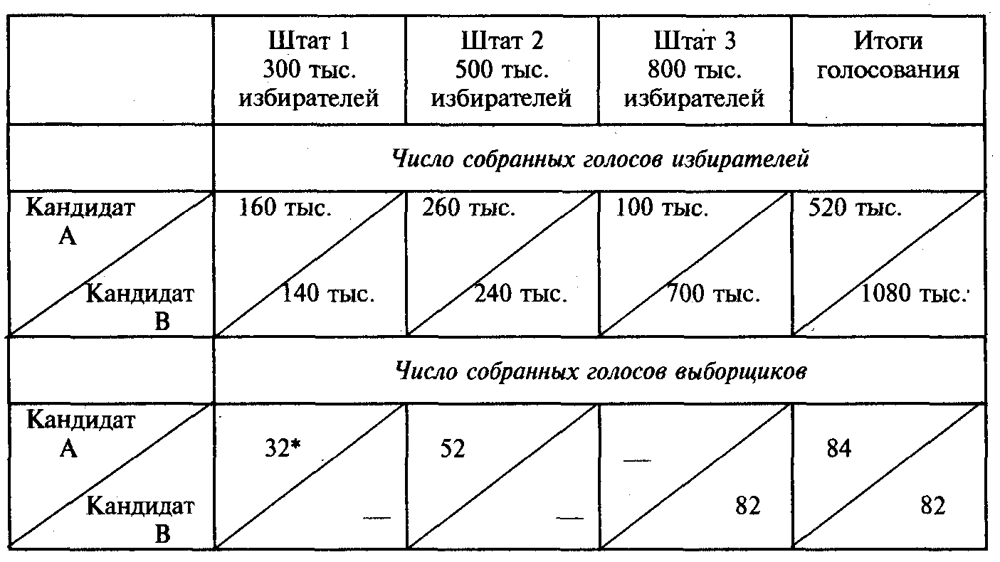 Штат 1
300 тыс.
избирателей
Штат 2
500 тыс.
избирателей
Штат 3
800 тыс.
избирателей
Итоги
голосования
Число собранных голосов избирателей
Кандидат
А
Кандидат
В
160 тыс.
140 тыс.
260 тыс.
240 тыс.
100 тыс.
700 тыс.
520 тыс.
1080 тыс.
Число собранных голосов выборщиков
Кандидат
А
Кандидат
В
32*
—
52
—
—
82
84
82